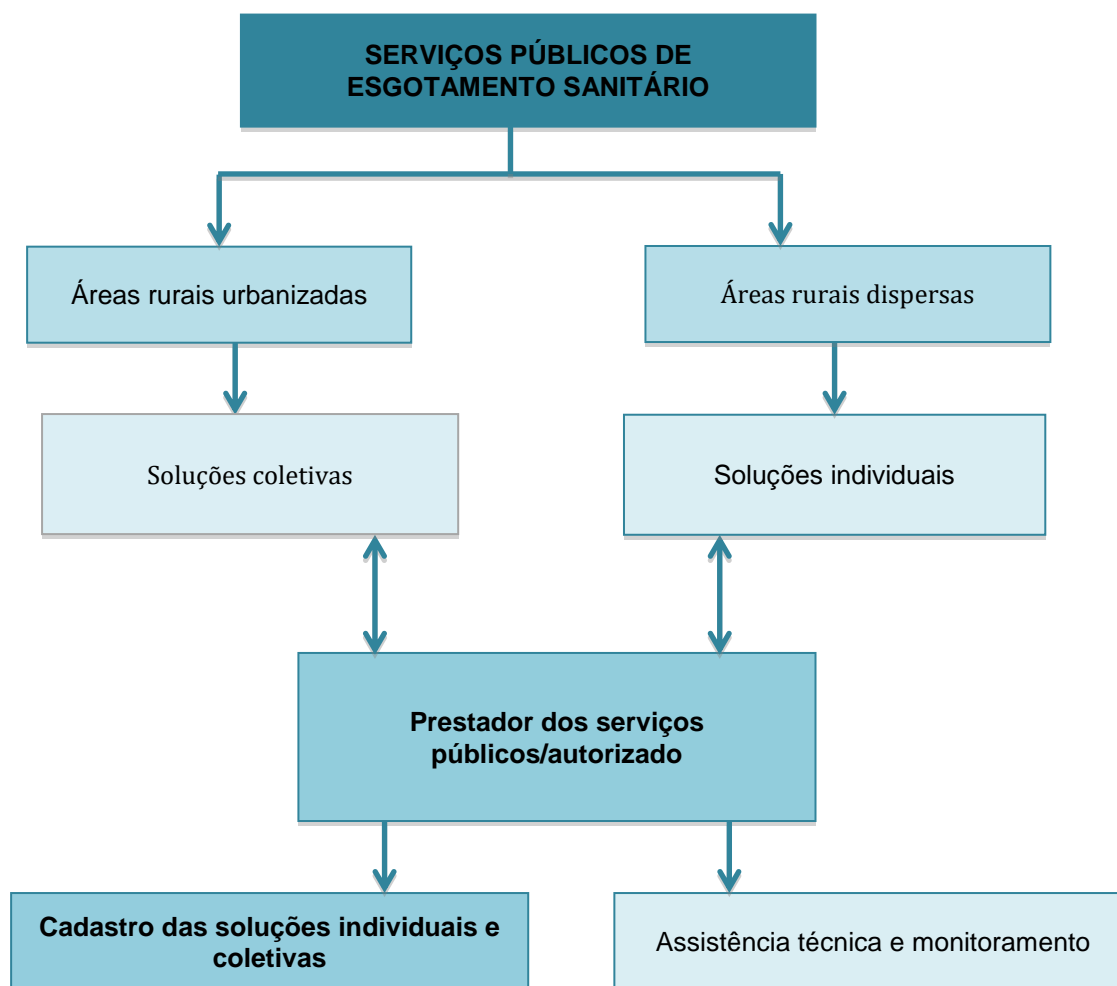 SERVIÇOS PÚBLICOS DE
ESGOTAMENTO SANITÁRIO
Áreas rurais urbanizadas
Áreas rurais dispersas
Soluções coletivas
Soluções individuais
Prestador dos serviços
públicos/autorizado
Cadastro das soluções individuais e
coletivas
Assistência técnica e monitoramento